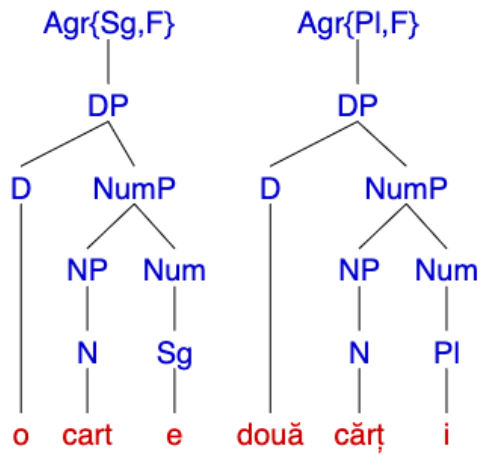 Agr{Sg,F} Agr{Pl,F}
DP DP
D NumP D NumP
NP Num NP Num
N Sg N Pl
o cart e două cărț i